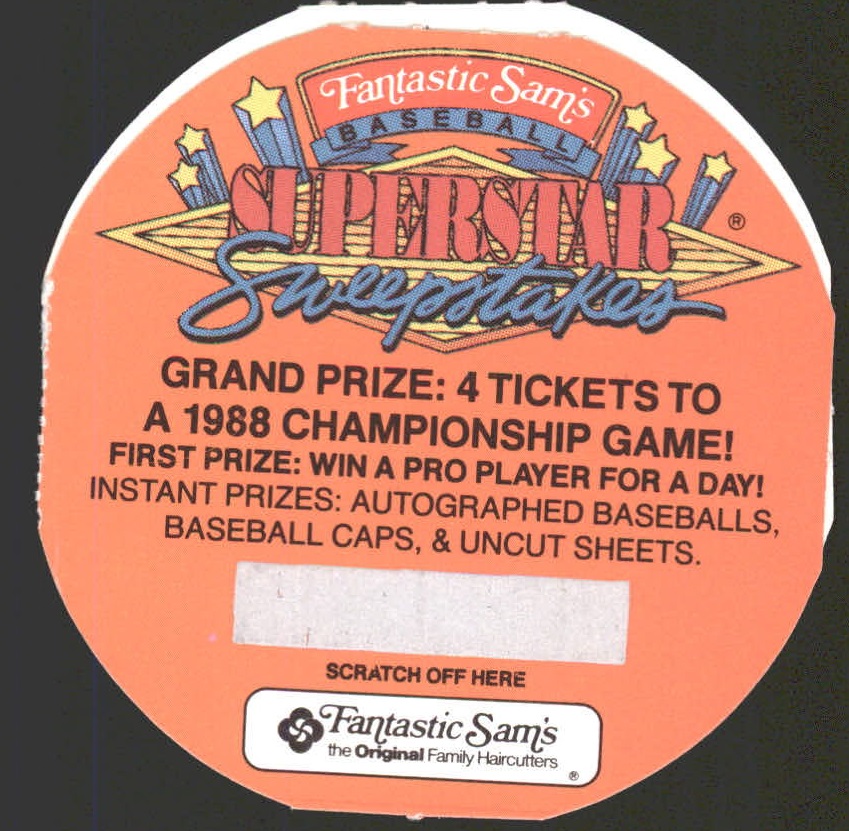 Fantastic Sam's
BASEBALL
SUPERSTAR
®
Sweepstakes
GRAND PRIZE: 4 TICKETS TO
A 1988 CHAMPIONSHIP GAME!
FIRST PRIZE: WIN A PRO PLAYER FOR A DAY!
INSTANT PRIZES: AUTOGRAPHED BASEBALLS,
BASEBALL CAPS, & UNCUT SHEETS.
SCRATCH OFF HERE
Fantastic Sam's
the Original Family Haircutters
®